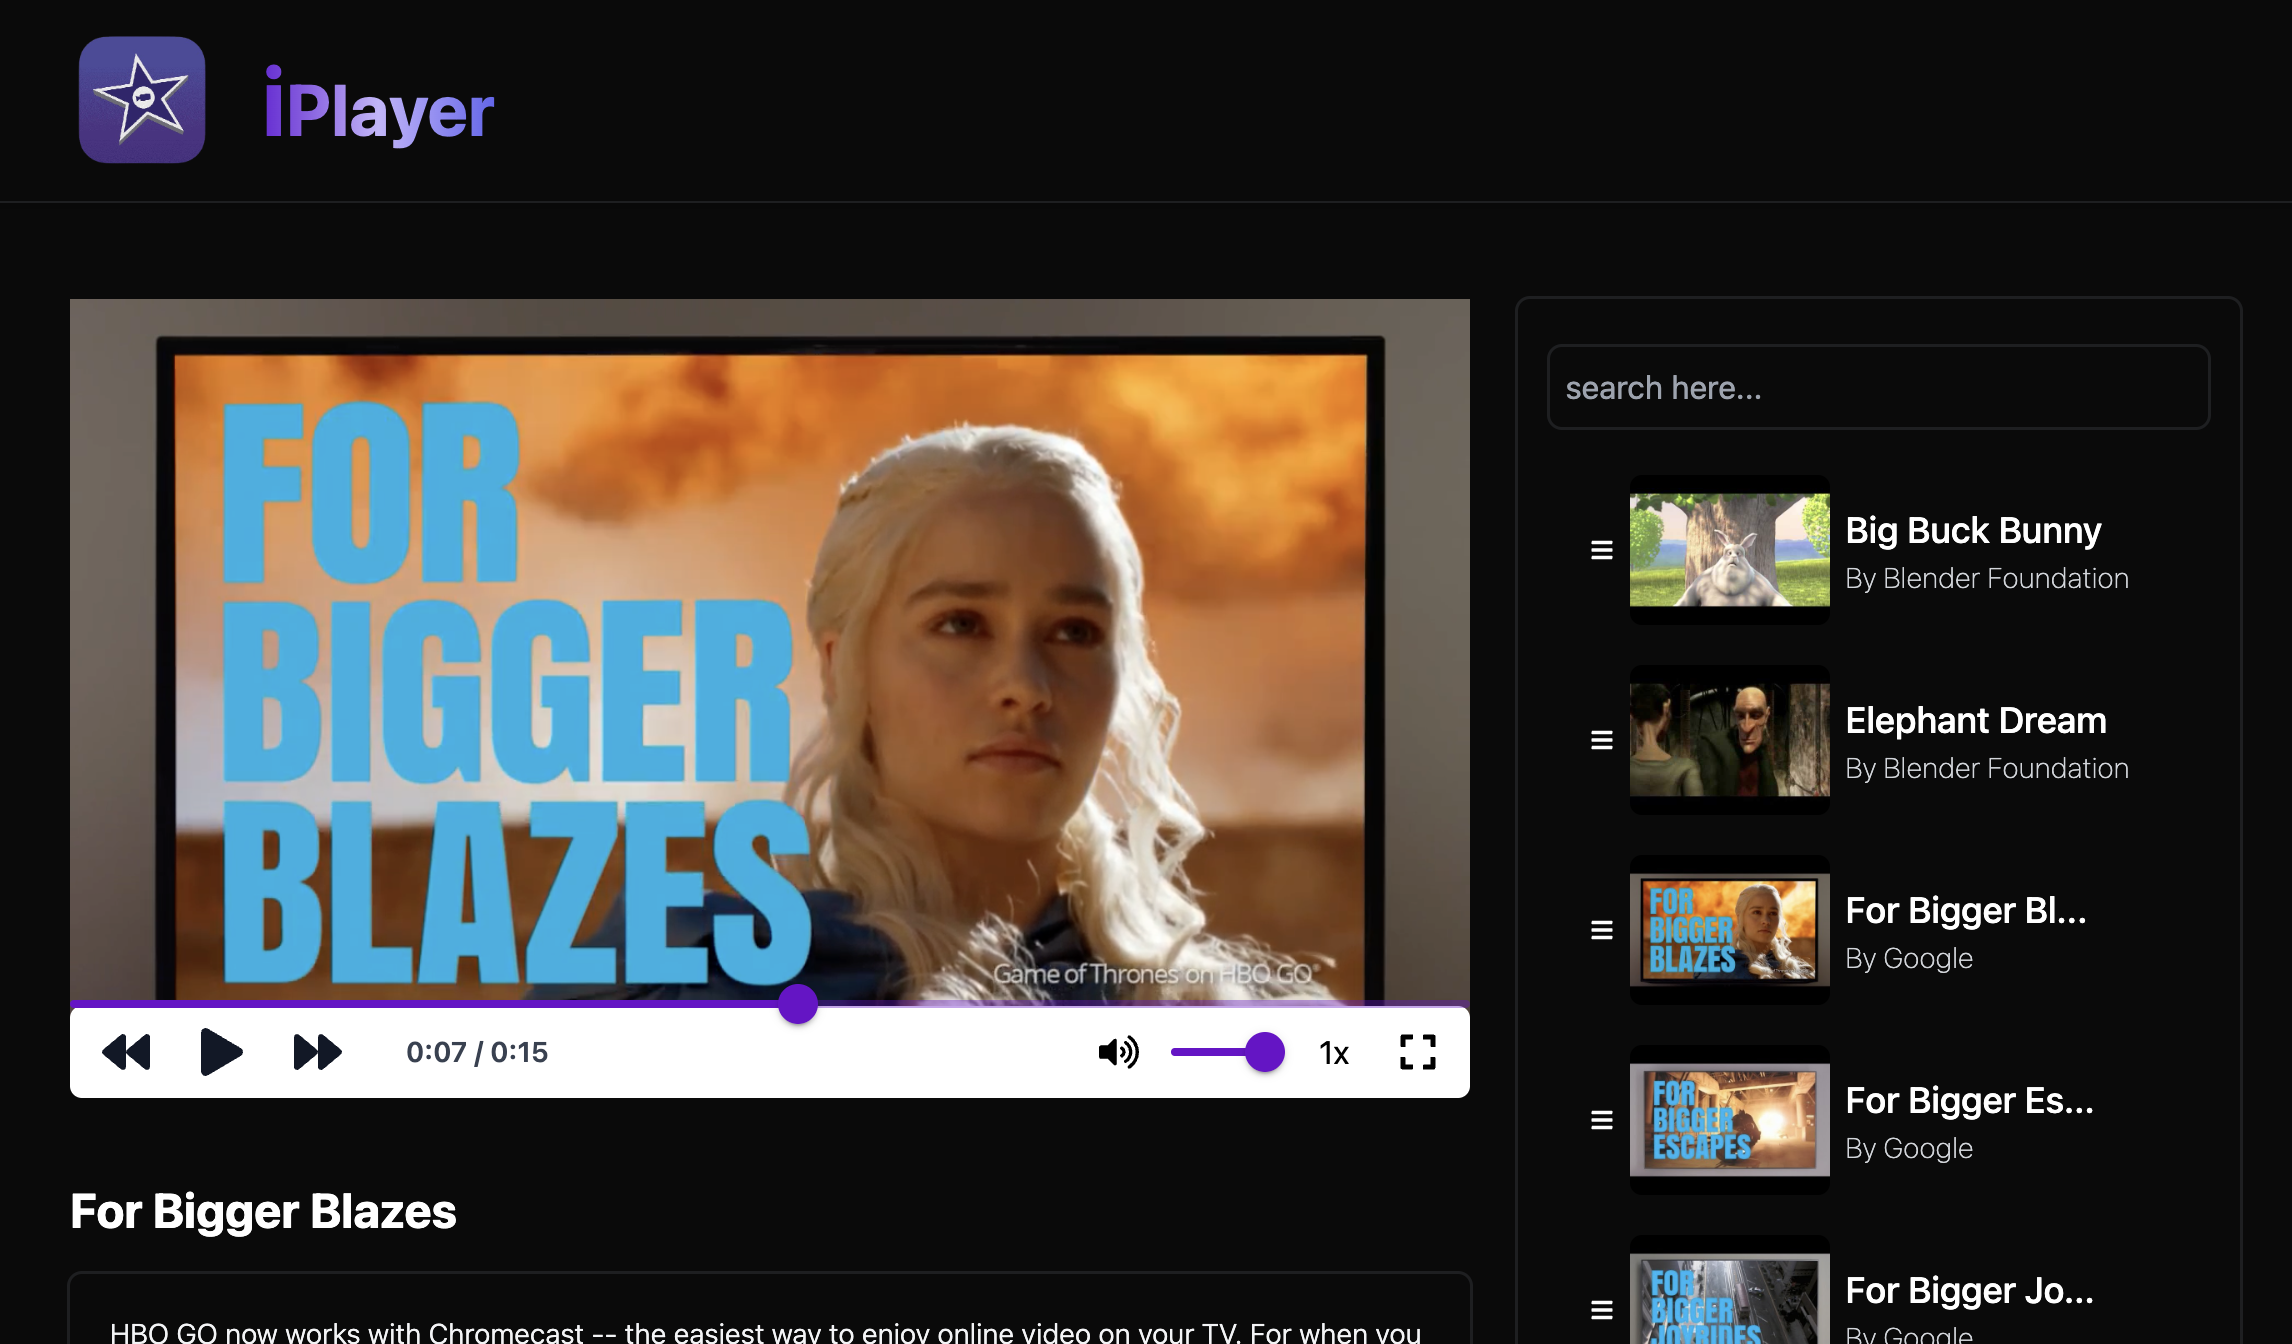 iPlayer
FOR
BIGGER
BLAZES
Game of Thrones on HBO GO®
0:07 / 0:15
1x
For Bigger Blazes
HBO GO now works with Chromecast -- the easiest way to enjoy online video on your TV. For when you
search here...
Big Buck Bunny
By Blender Foundation
Elephant Dream
By Blender Foundation
FOR
BIGGER
BLAZES
For Bigger Bl...
By Google
FOR
BIGGER
ESCAPES
For Bigger Es...
By Google
FOR
BIGGER
JOYRIDES
For Bigger Jo...
By Google